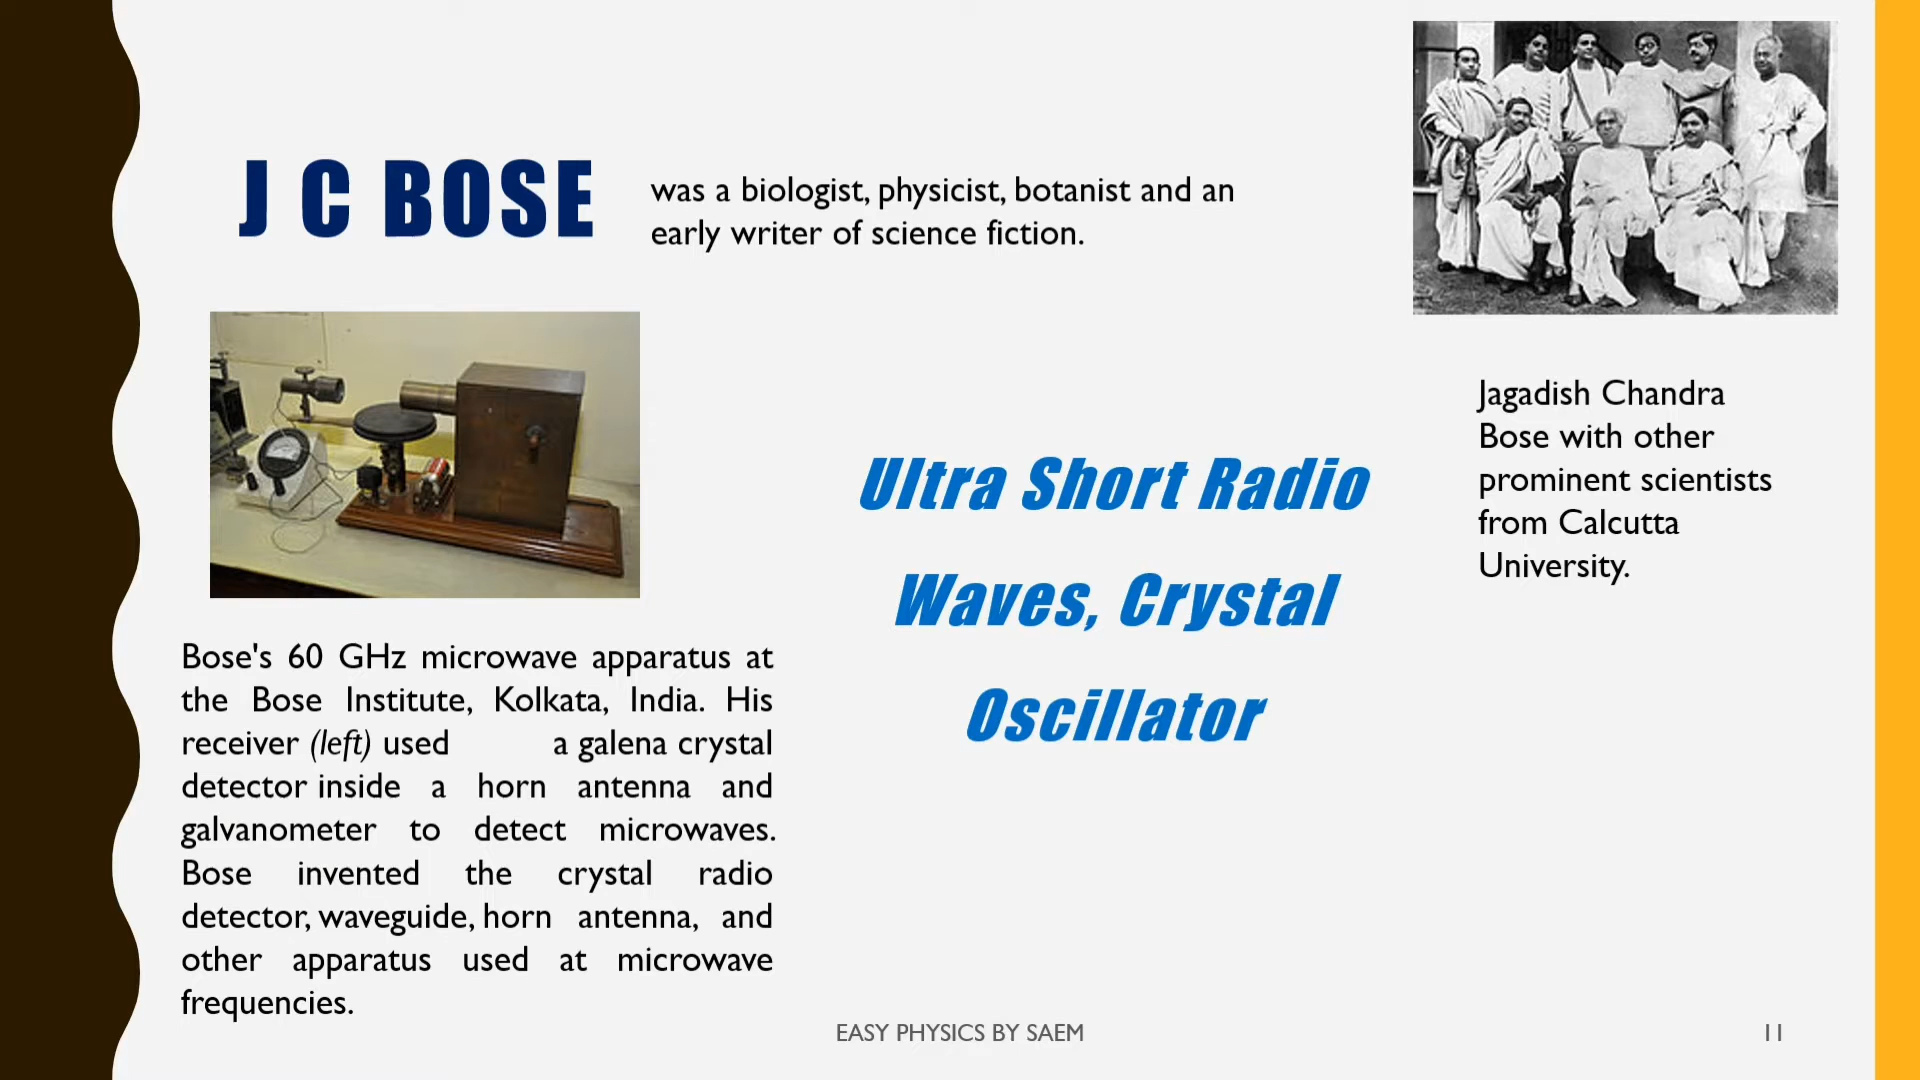 J C BOSE
was a biologist, physicist, botanist and an
early writer of science fiction.
Jagadish Chandra
Bose with other
prominent scientists
from Calcutta
University.
Ultra Short Radio
Waves, Crystal
Oscillator
Bose's 60 GHz microwave apparatus at
the Bose Institute, Kolkata, India. His
receiver (left) used a galena crystal
detector inside a horn antenna and
galvanometer to detect microwaves.
Bose invented the crystal radio
detector, waveguide, horn antenna, and
other apparatus used at microwave
frequencies.
EASY PHYSICS BY SAEM
11